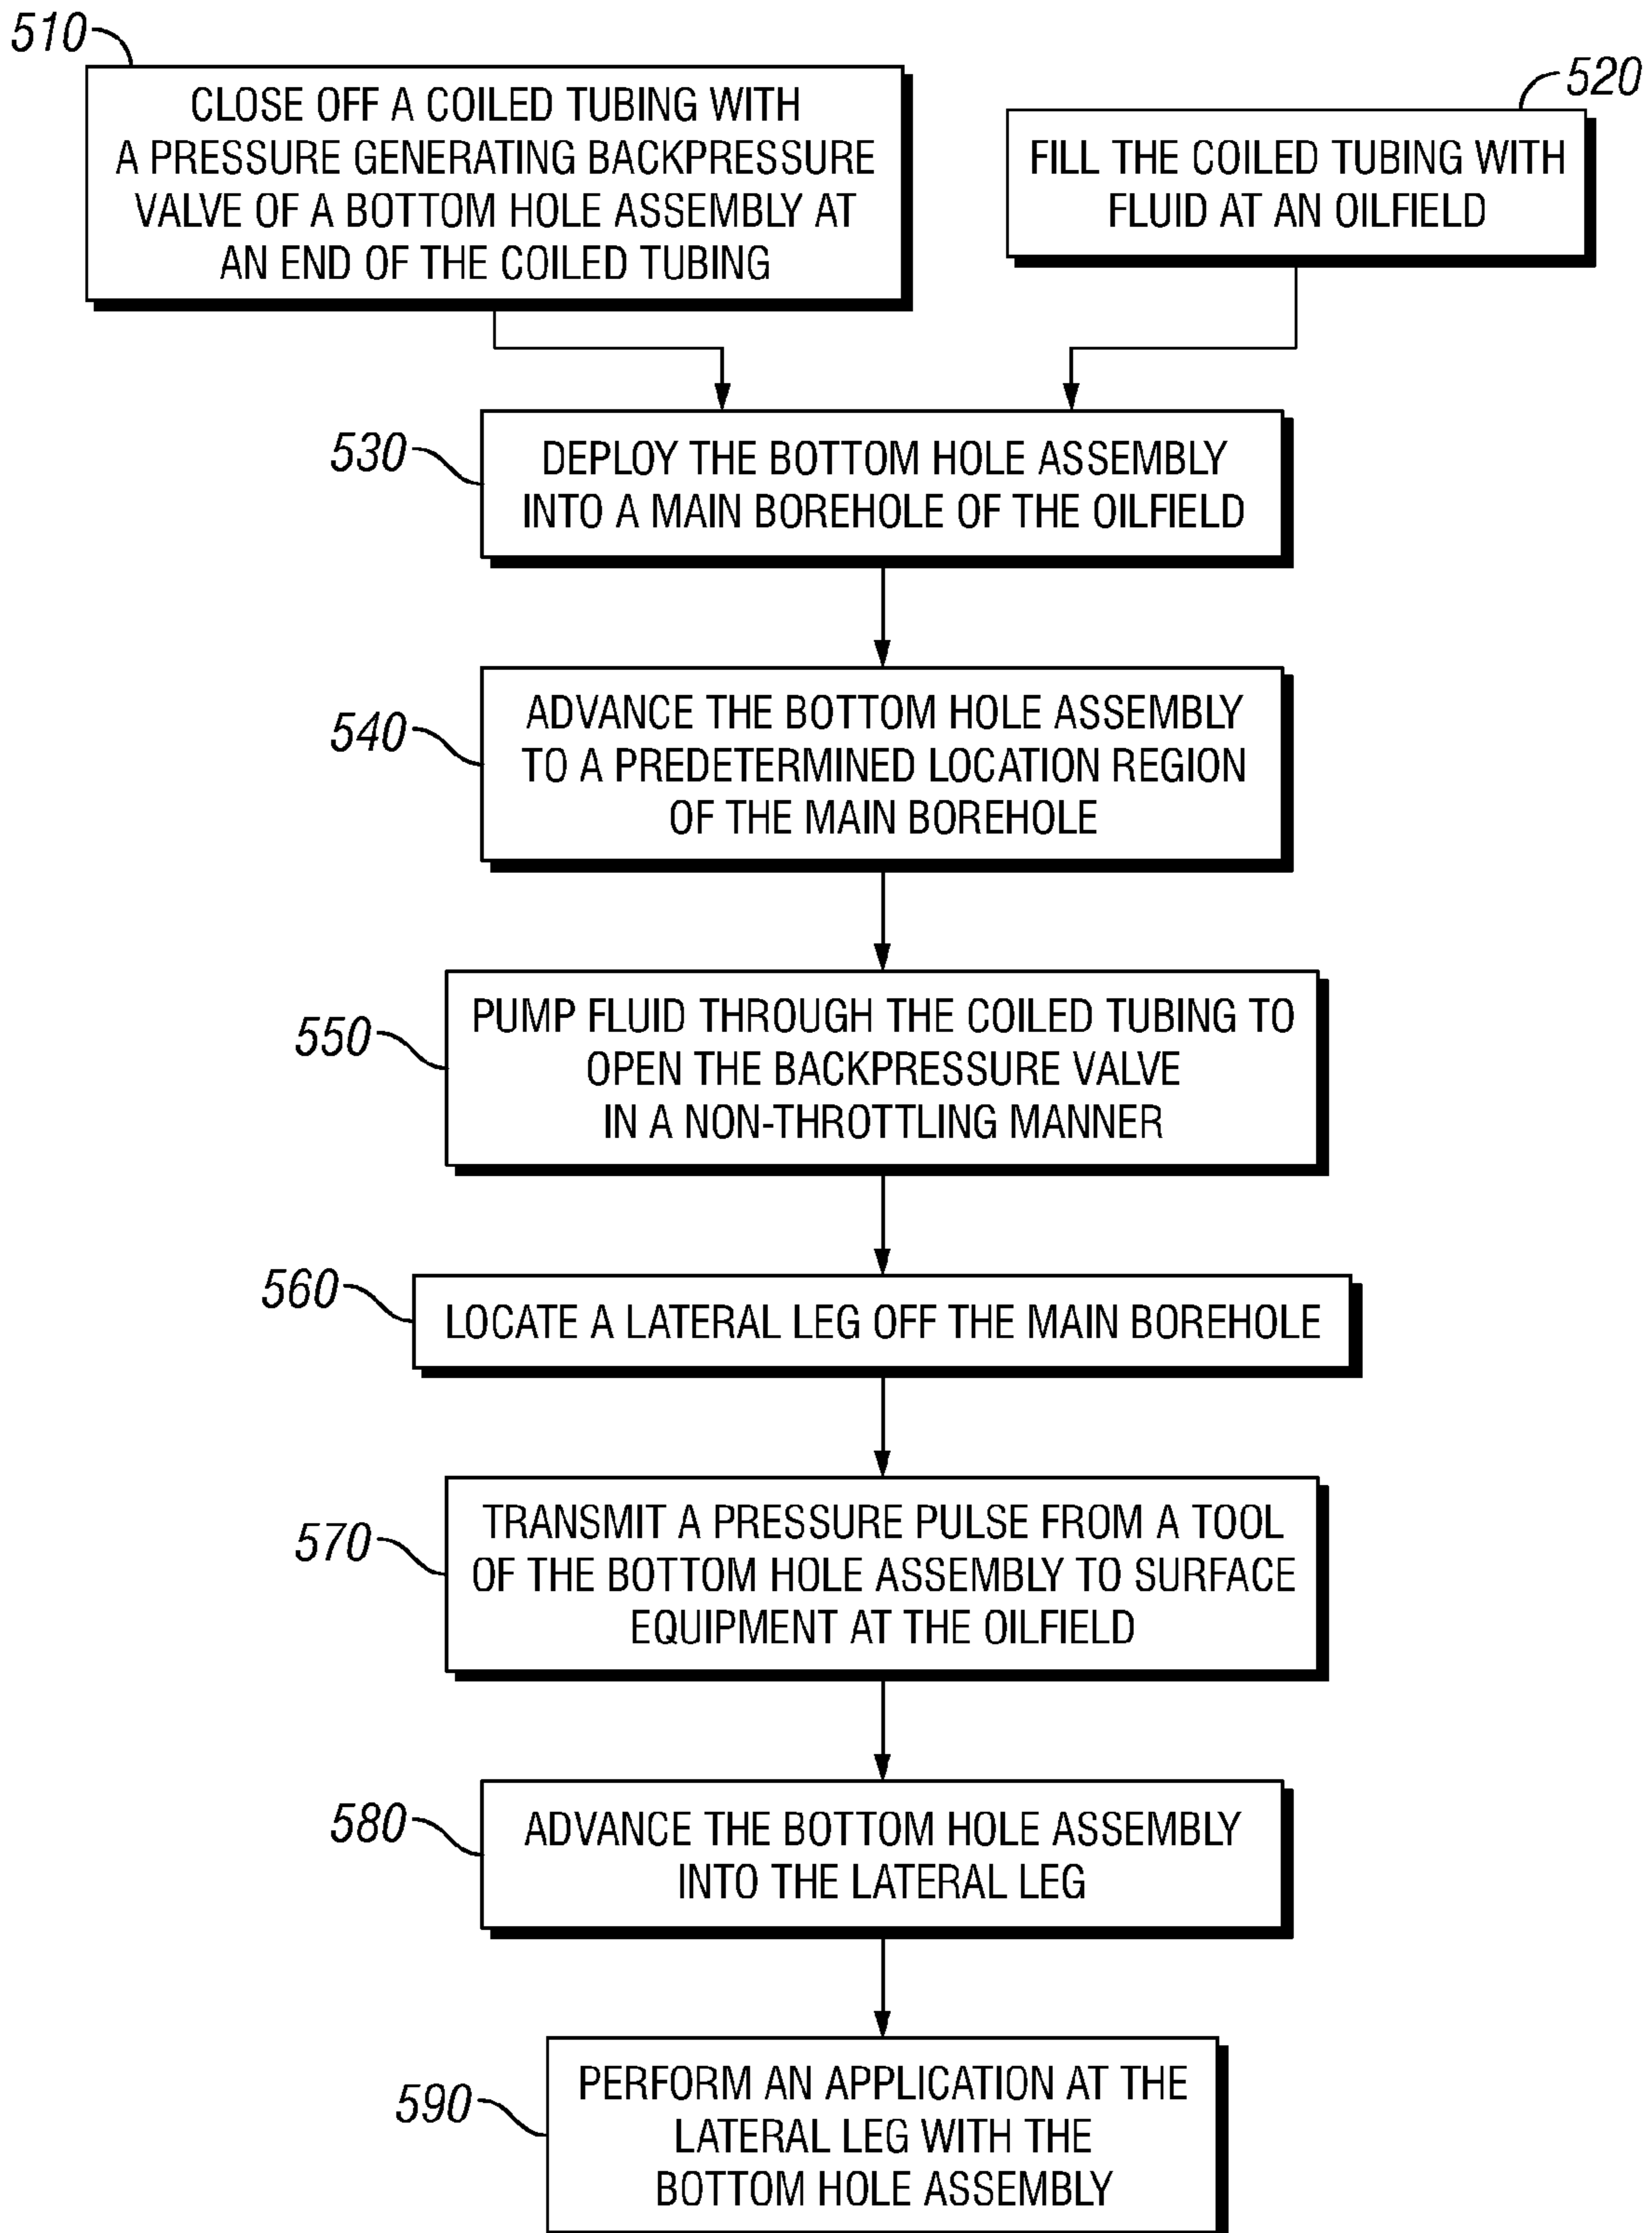 510
CLOSE OFF A COILED TUBING WITH
A PRESSURE GENERATING BACKPRESSURE
VALVE OF A BOTTOM HOLE ASSEMBLY AT
AN END OF THE COILED TUBING
520
FILL THE COILED TUBING WITH
FLUID AT AN OILFIELD
530
DEPLOY THE BOTTOM HOLE ASSEMBLY
INTO A MAIN BOREHOLE OF THE OILFIELD
540
ADVANCE THE BOTTOM HOLE ASSEMBLY
TO A PREDETERMINED LOCATION REGION
OF THE MAIN BOREHOLE
550
PUMP FLUID THROUGH THE COILED TUBING TO
OPEN THE BACKPRESSURE VALVE
IN A NON-THROTTLING MANNER
560
LOCATE A LATERAL LEG OFF THE MAIN BOREHOLE
570
TRANSMIT A PRESSURE PULSE FROM A TOOL
OF THE BOTTOM HOLE ASSEMBLY TO SURFACE
EQUIPMENT AT THE OILFIELD
580
ADVANCE THE BOTTOM HOLE ASSEMBLY
INTO THE LATERAL LEG
590
PERFORM AN APPLICATION AT THE
LATERAL LEG WITH THE
BOTTOM HOLE ASSEMBLY